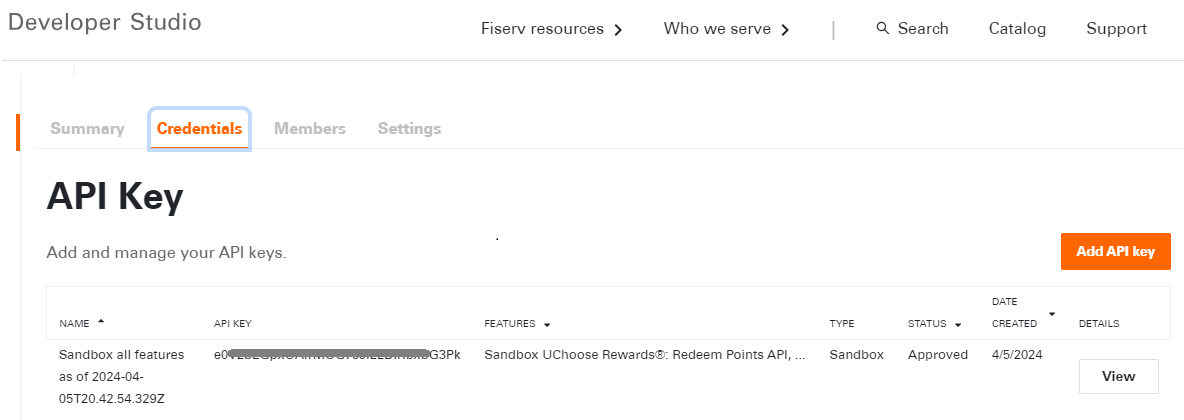 Developer Studio
Fiserv resources
Who we serve
Search
Catalog
Support
Summary
Credentials
Members
Settings
API Key
Add and manage your API keys.
Add API key
NAME
API KEY
FEATURES
TYPE
STATUS
DATE
CREATED
DETAILS
Sandbox all features
as of 2024-04-
05T20.42.54.329Z
Sandbox UChoose Rewards®: Redeem Points API, ...
Sandbox
Approved
4/5/2024
View